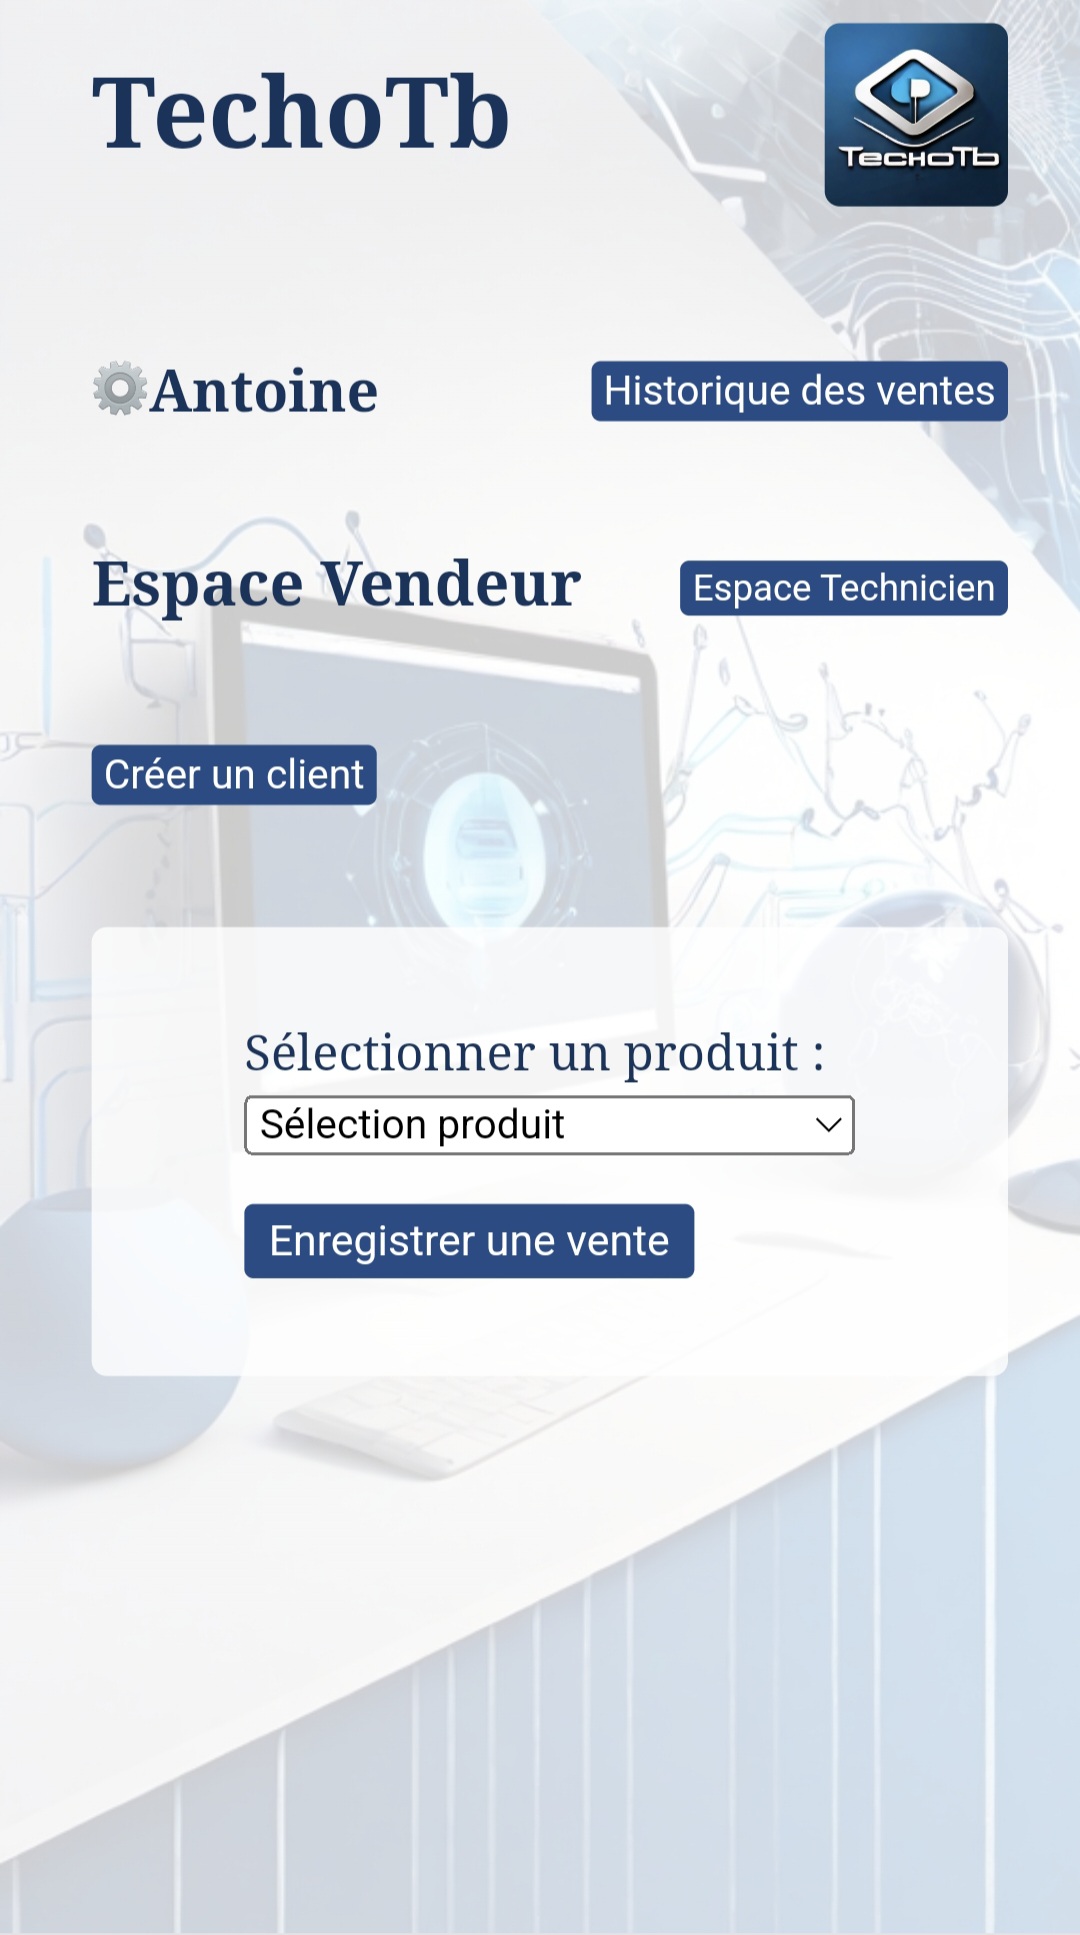 TechoTb
TechoTb
Antoine
Historique des ventes
Espace Vendeur
Espace Technicien
Créer un client
Sélectionner un produit :
Sélection produit
Enregistrer une vente